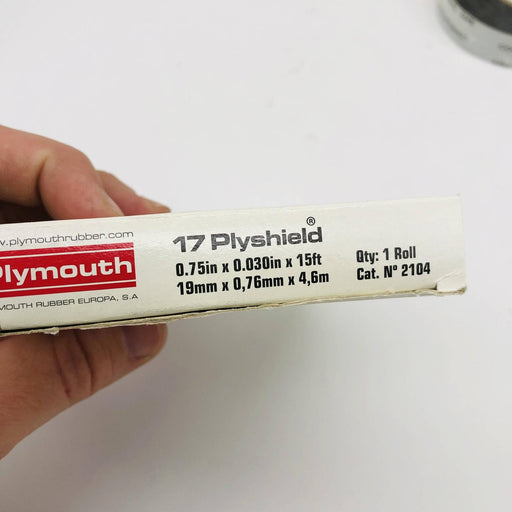 w.plymouthrubber.com
Plymouth
MOUTH RUBBER EUROPA, S.A
17 Plyshield®
0.75in x 0.030in x 15ft
19mm x 0,76mm x 4,6m
Qty: 1 Roll
Cat. N° 2104